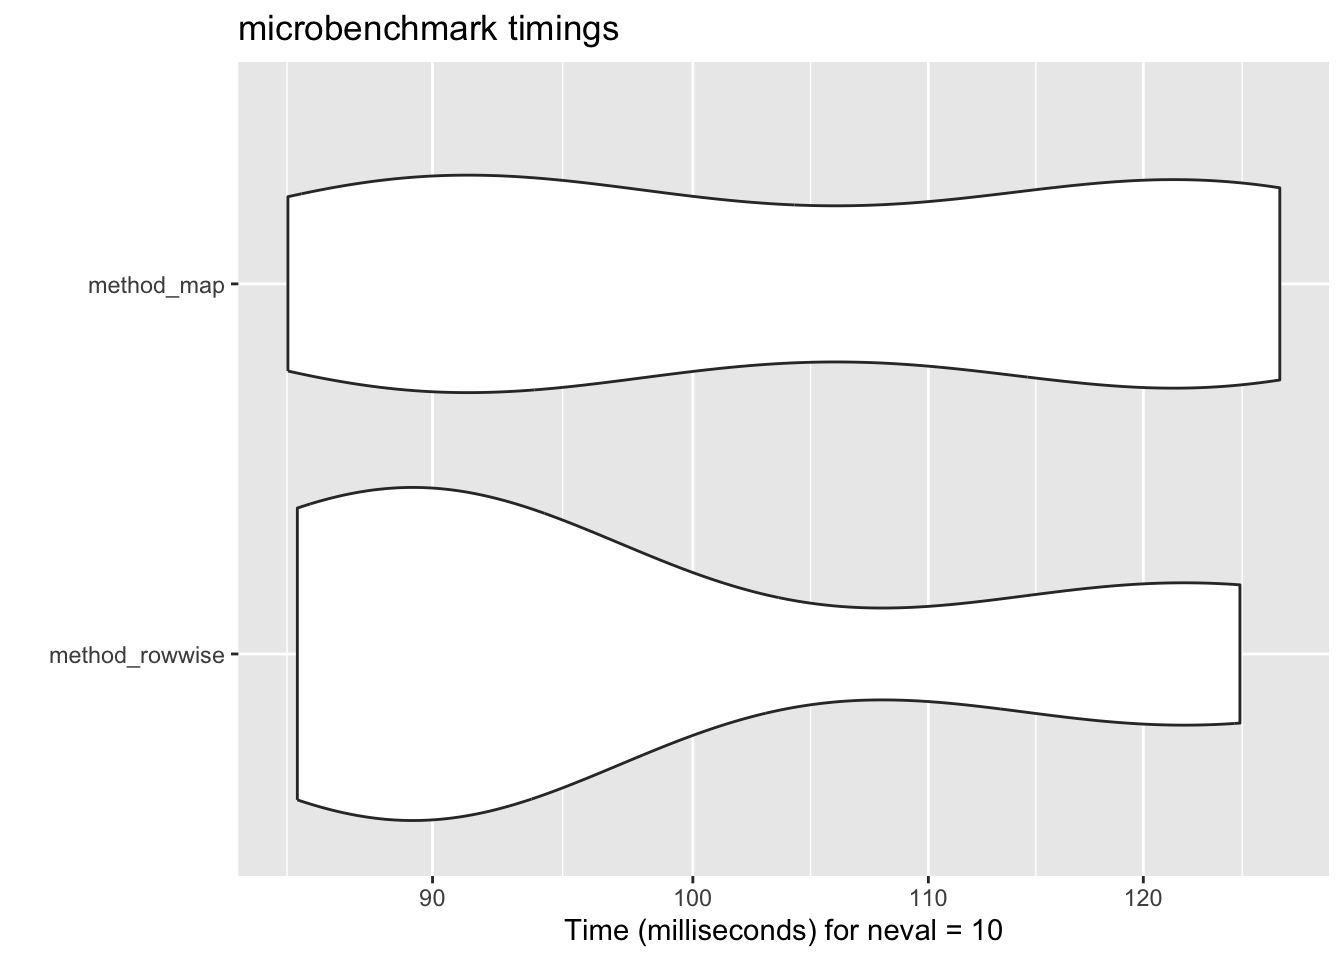 microbenchmark timings
method_map
method_rowwise
90 100 110 120
Time (milliseconds) for neval = 10